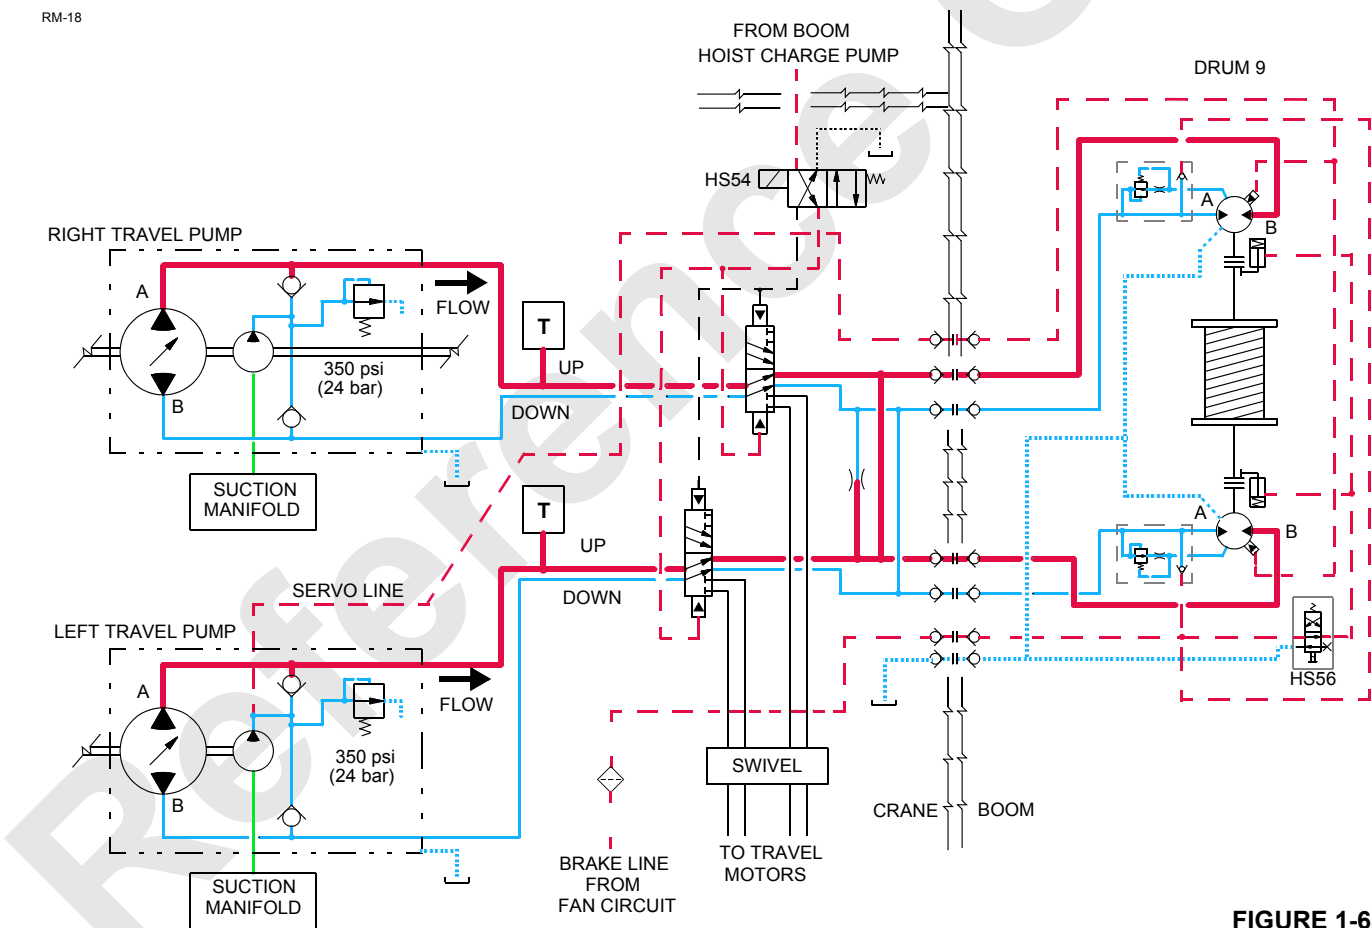 RM-18
FROM BOOM
HOIST CHARGE PUMP
DRUM 9
HS54
RIGHT TRAVEL PUMP
A
B
350 psi
(24 bar)
FLOW
T
UP
DOWN
SUCTION
MANIFOLD
A
B
A
B
T
UP
DOWN
SERVO LINE
LEFT TRAVEL PUMP
A
B
350 psi
(24 bar)
FLOW
SUCTION
MANIFOLD
HS56
SWIVEL
TO TRAVEL
MOTORS
CRANE
BOOM
BRAKE LINE
FROM
FAN CIRCUIT
FIGURE 1-6
Reference O